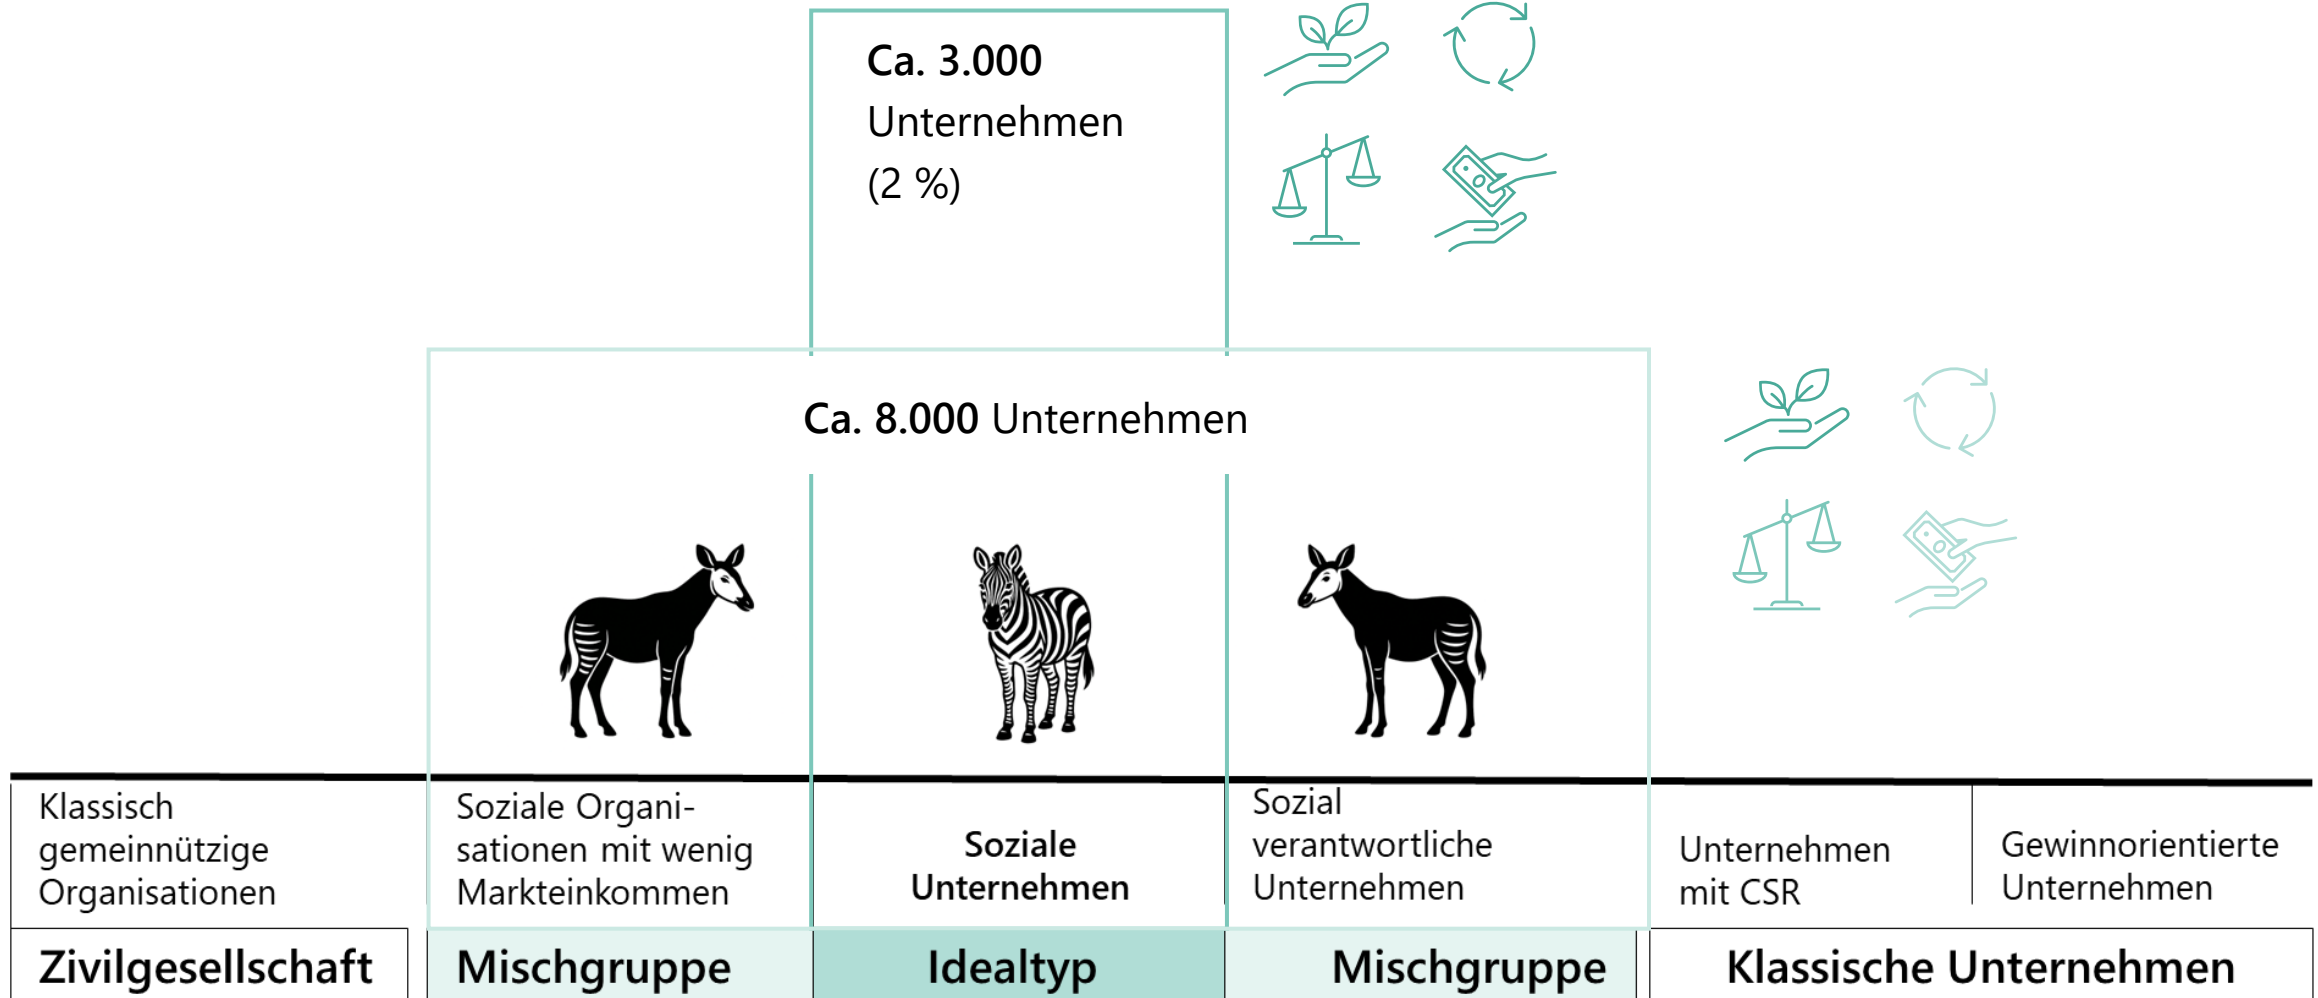 Ca. 3.000
Unternehmen
(2 %)
Ca. 8.000 Unternehmen
Klassisch
gemeinnützige
Organisationen
Soziale Organi-
sationen mit wenig
Markteinkommen
Soziale
Unternehmen
Sozial
verantwortliche
Unternehmen
Unternehmen
mit CSR
Gewinnorientierte
Unternehmen
Zivilgesellschaft
Mischgruppe
Idealtyp
Mischgruppe
Klassische Unternehmen